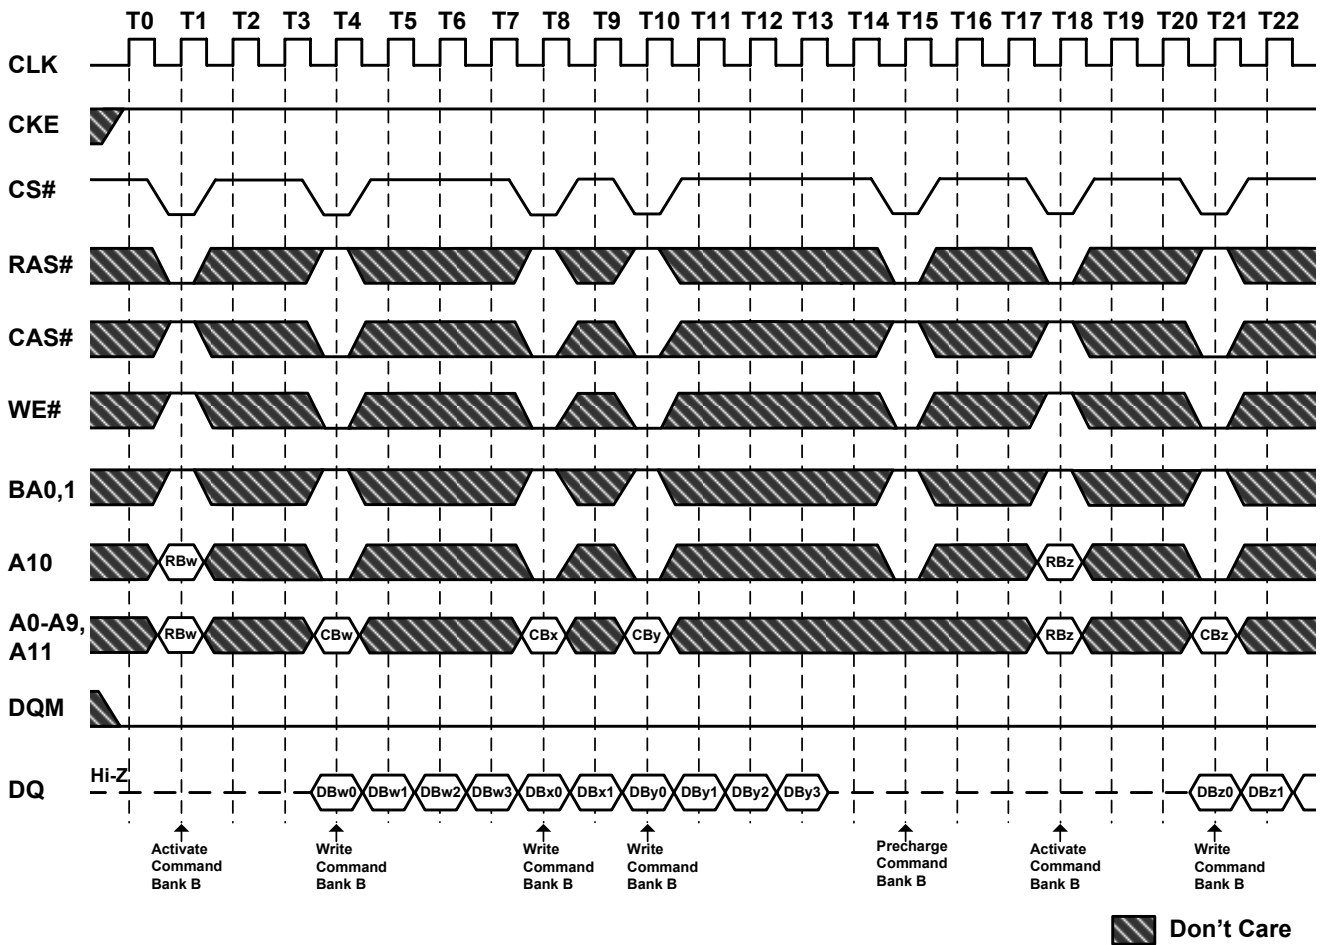 T0 T1 T2 T3 T4 T5 T6 T7 T8 T9 T10 T11 T12 T13 T14 T15 T16 T17 T18 T19 T20 T21 T22
CLK
CKE
CS#
RAS#
CAS#
WE#
BA0,1
A10 RBw RBz
A0-A9,
A11 RBw CBw CBx CBy RBz CBz
DQM
Hi-Z
DQ DBw0 DBw1 DBw2 DBw3 DBx0 DBx1 DBy0 DBy1 DBy2 DBy3 DBz0 DBz1
Activate
Command
Bank B
Write
Command
Bank B
Write
Command
Bank B
Write
Command
Bank B
Precharge
Command
Bank B
Activate
Command
Bank B
Write
Command
Bank B
Don't Care